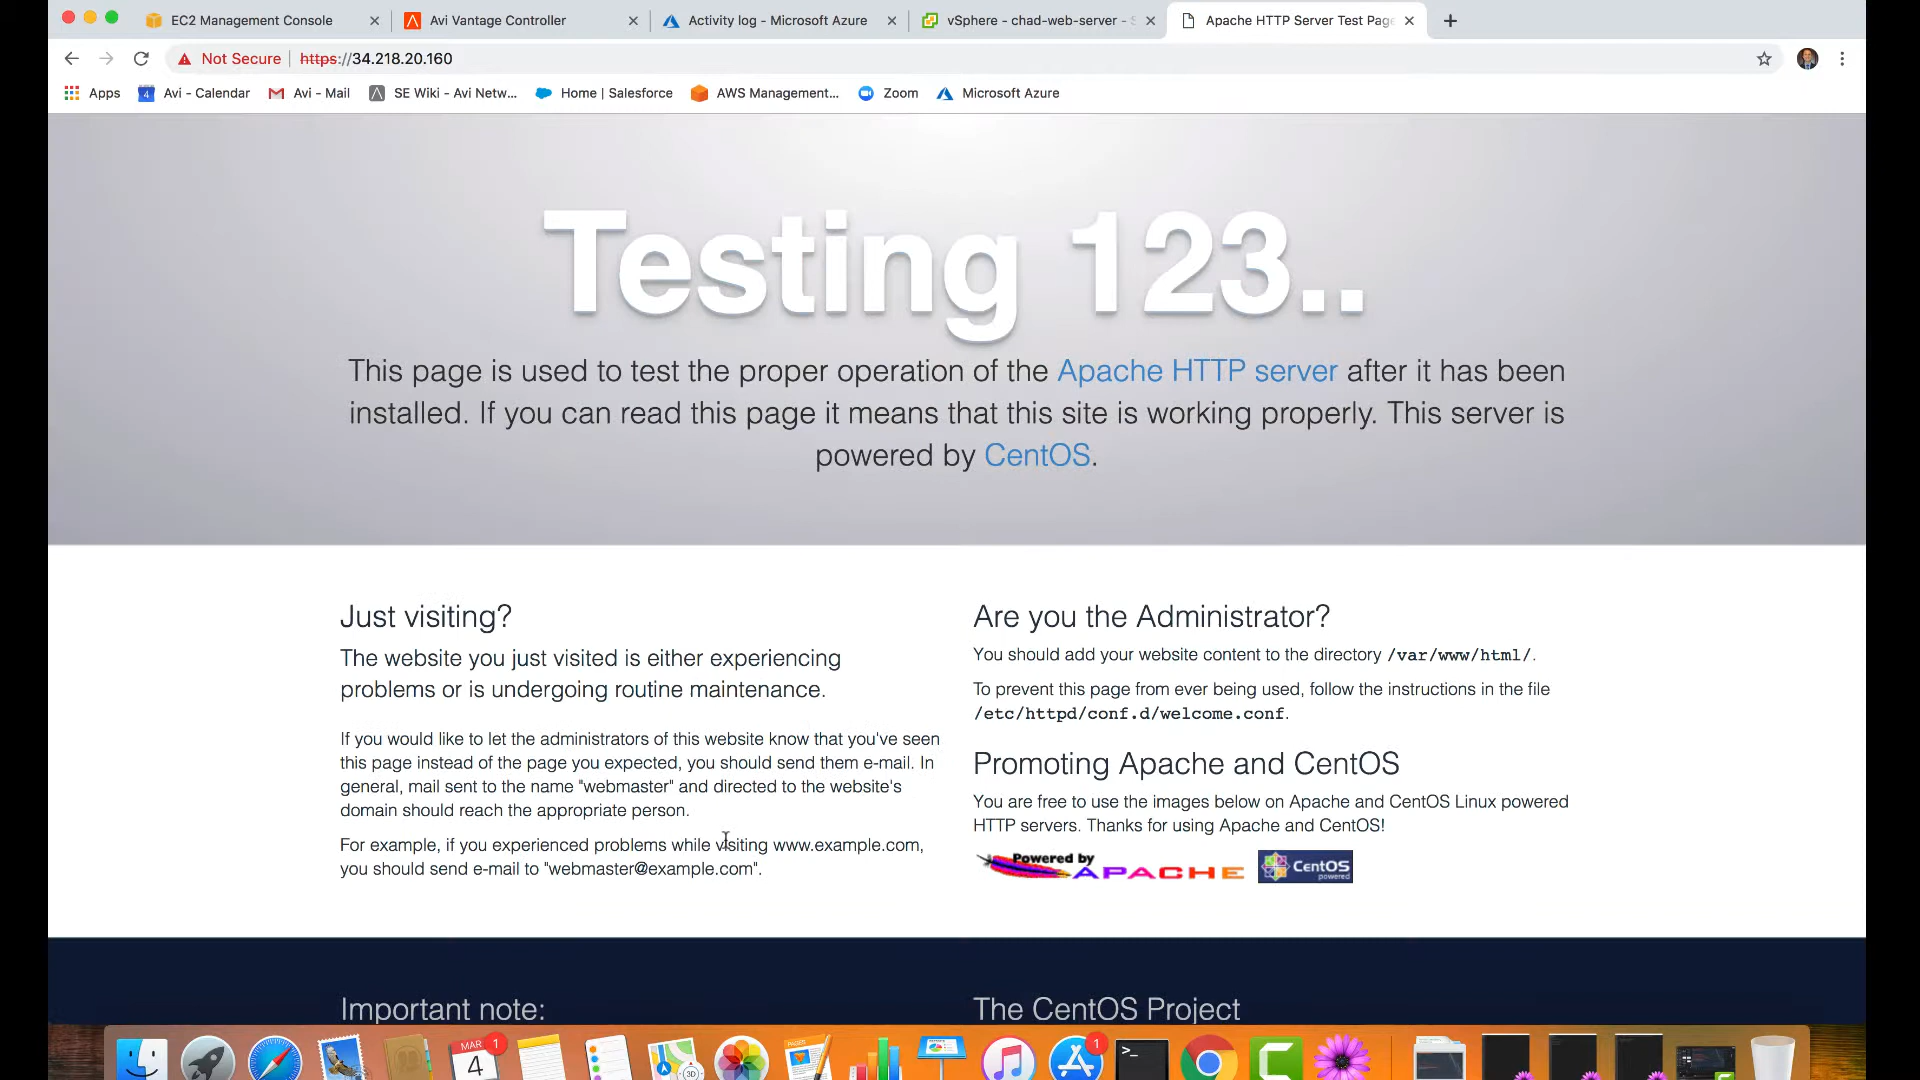 EC2 Management Console
Avi Vantage Controller
Activity log - Microsoft Azure
vSphere - chad-web-server - S
Apache HTTP Server Test Page
Not Secure
https://34.218.20.160
Apps
4
Avi - Calendar
Avi - Mail
SE Wiki - Avi Netw...
Home | Salesforce
AWS Management...
Zoom
Microsoft Azure
Testing 123..
This page is used to test the proper operation of the Apache HTTP server after it has been
installed. If you can read this page it means that this site is working properly. This server is
powered by CentOS.
Just visiting?
The website you just visited is either experiencing
problems or is undergoing routine maintenance.
If you would like to let the administrators of this website know that you've seen
this page instead of the page you expected, you should send them e-mail. In
general, mail sent to the name "webmaster" and directed to the website's
domain should reach the appropriate person.
For example, if you experienced problems while visiting www.example.com,
you should send e-mail to "webmaster@example.com".
Are you the Administrator?
You should add your website content to the directory /var/www/html/.
To prevent this page from ever being used, follow the instructions in the file
/etc/httpd/conf.d/welcome.conf.
Promoting Apache and CentOS
You are free to use the images below on Apache and CentOS Linux powered
HTTP servers. Thanks for using Apache and CentOS!
Powered by
APACHE
CentOS
powered
Important note:
The CentOS Project
MAR
4
1
3D
1
>_